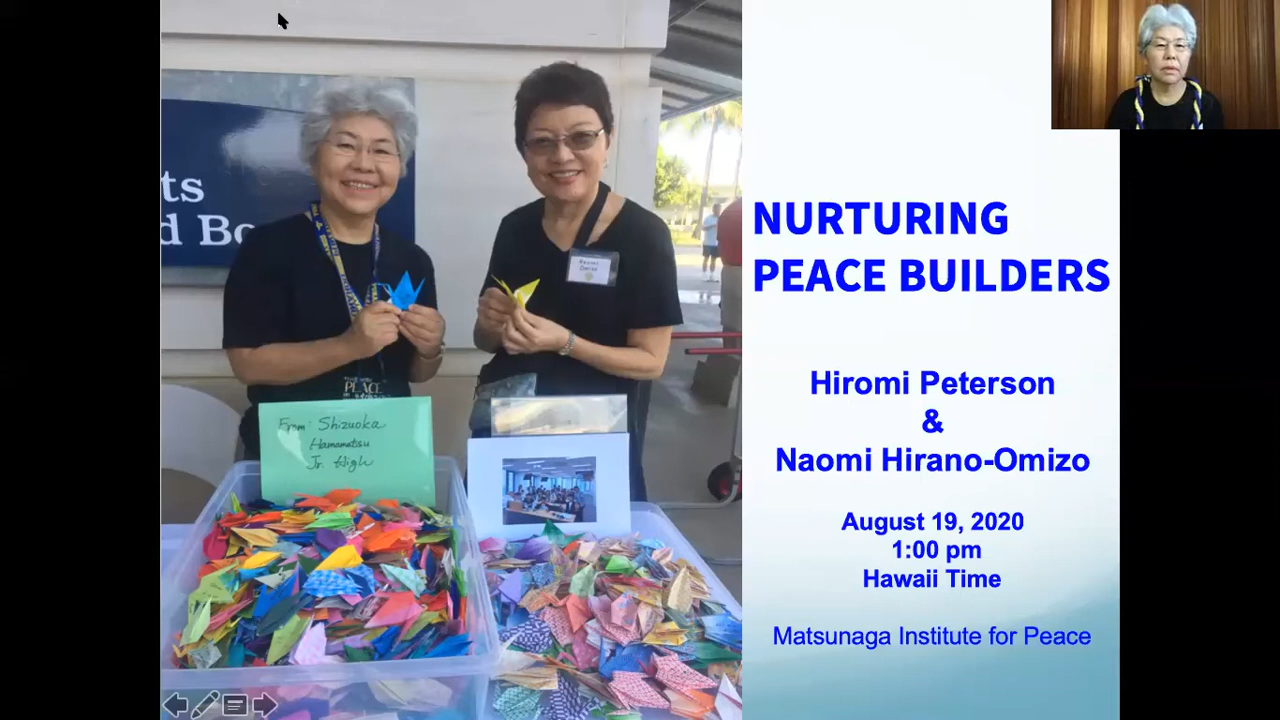 ts
d Bo
PEACE
From: Shizuoka
Hamamatsu
Jr. High
NURTURING
PEACE BUILDERS
Hiromi Peterson
&
Naomi Hirano-Omizo
August 19, 2020
1:00 pm
Hawaii Time
Matsunaga Institute for Peace